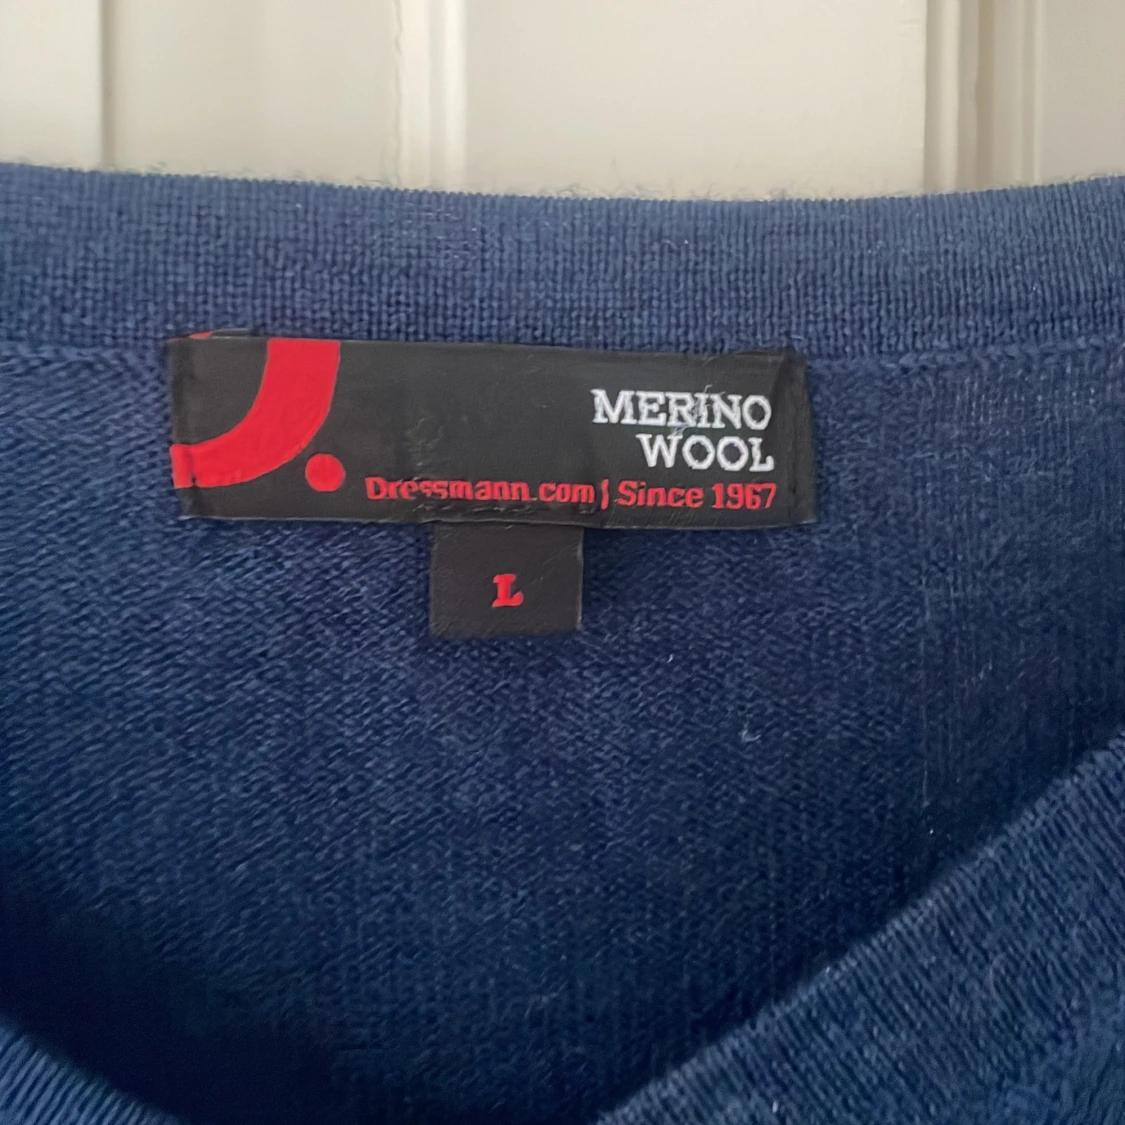 MERINO
WOOL
Dressmann.com | Since 1967
L